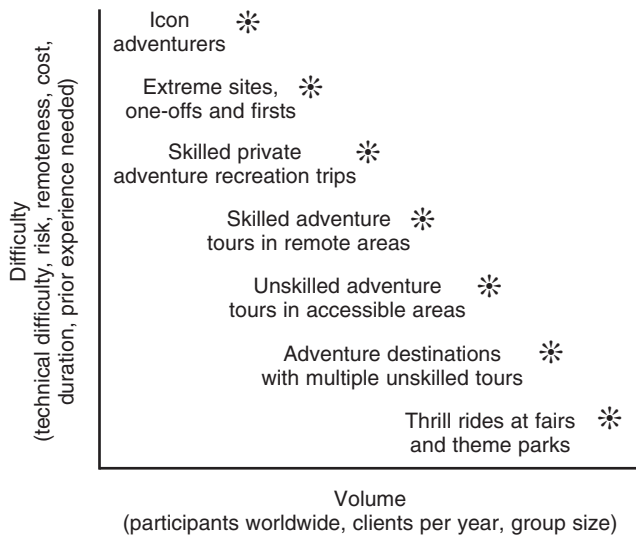 Icon
adventurers
Extreme sites,
one-offs and firsts
Skilled private
adventure recreation trips
Skilled adventure
tours in remote areas
Unskilled adventure
tours in accessible areas
Adventure destinations
with multiple unskilled tours
Thrill rides at fairs
and theme parks
Difficulty
(technical difficulty, risk, remoteness, cost,
duration, prior experience needed)
Volume
(participants worldwide, clients per year, group size)